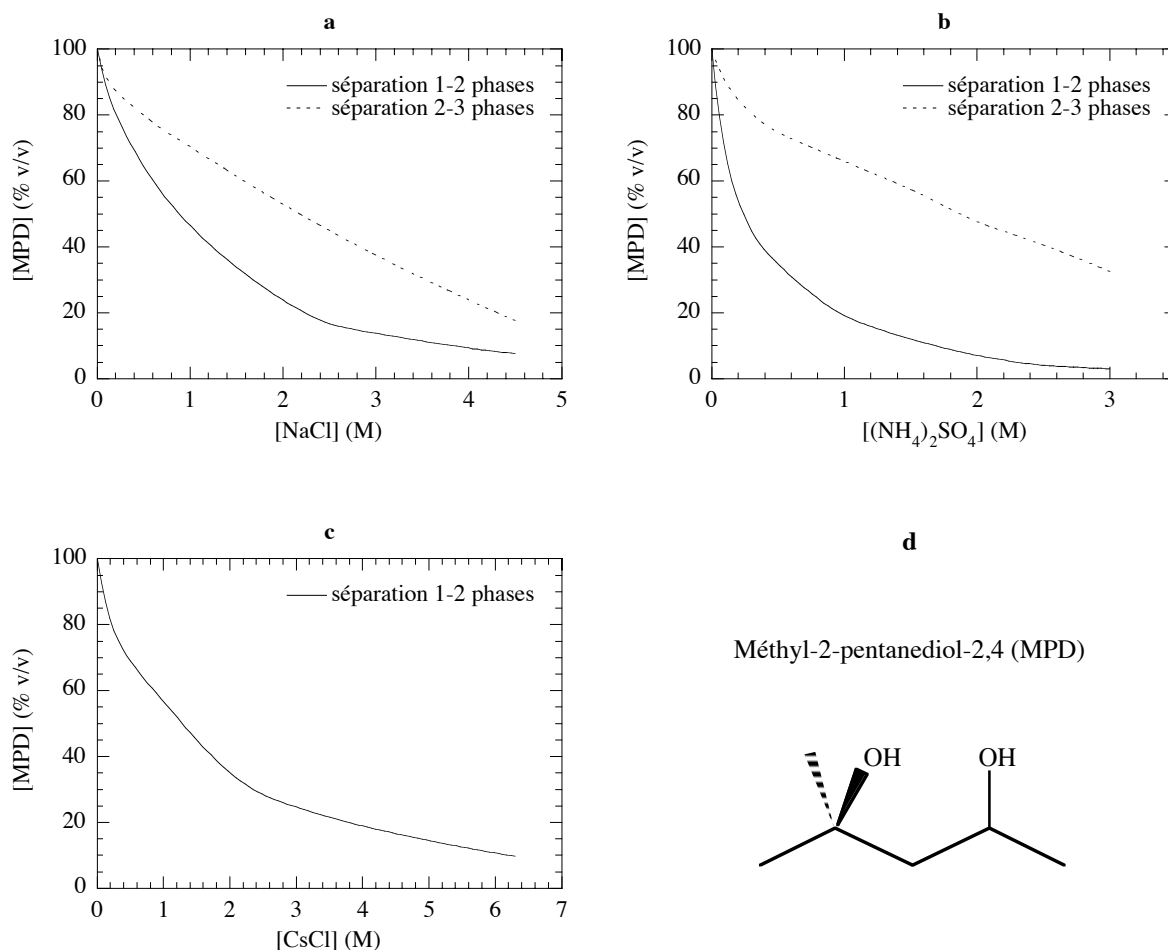 a
100
80
60
40
20
0
[MPD] (% v/v)
séparation 1-2 phases
séparation 2-3 phases
0 1 2 3 4 5
[NaCl] (M)
b
100
80
60
40
20
0
[MPD] (% v/v)
séparation 1-2 phases
séparation 2-3 phases
0 1 2 3
[(NH4)2SO4] (M)
c
100
80
60
40
20
0
[MPD] (% v/v)
séparation 1-2 phases
0 1 2 3 4 5 6 7
[CsCl] (M)
d
Méthyl-2-pentanediol-2,4 (MPD)
OH OH